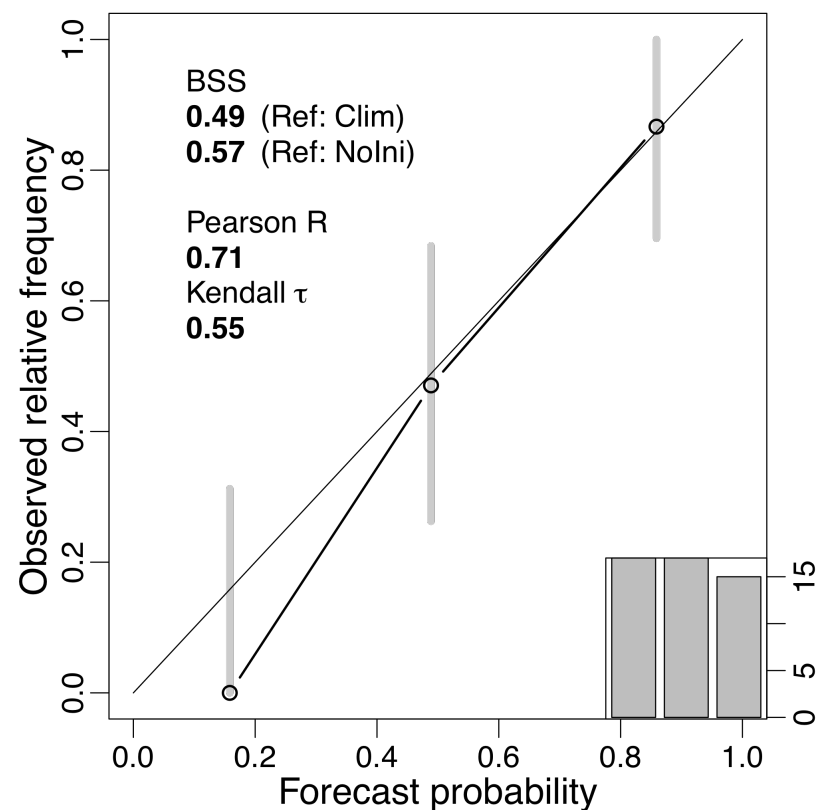 BSS
0.49 (Ref: Clim)
0.57 (Ref: NoIni)
Pearson R
0.71
Kendall τ
0.55
Observed relative frequency
1.0
0.8
0.6
0.4
0.2
0.0
15
5
0
0.0 0.2 0.4 0.6 0.8 1.0
Forecast probability